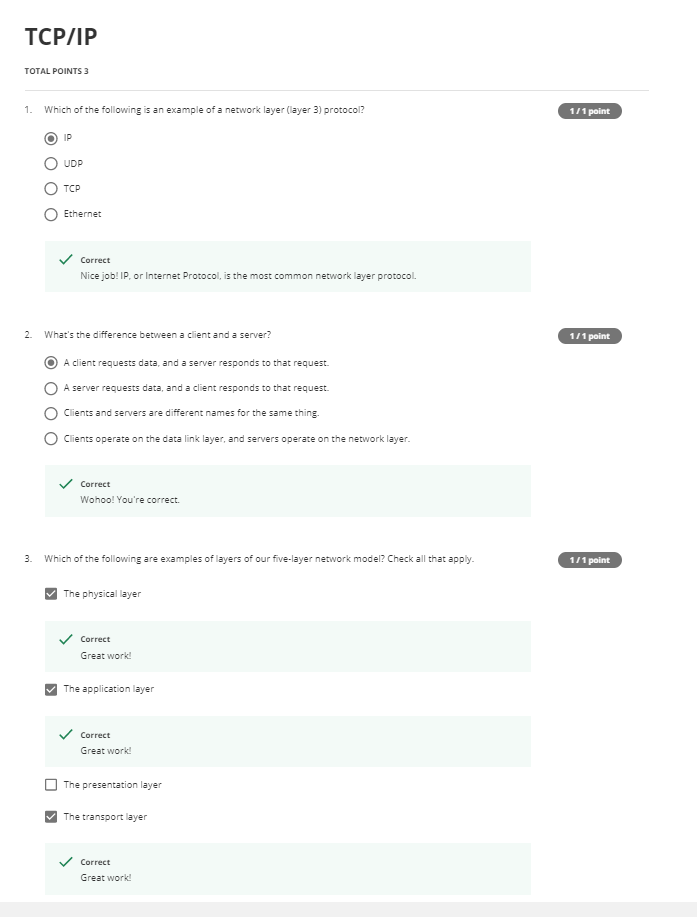 TCP/IP
TOTAL POINTS 3
1. Which of the following is an example of a network layer (layer 3) protocol? 1 / 1 point
IP
UDP
TCP
Ethernet
Correct
Nice job! IP, or Internet Protocol, is the most common network layer protocol.
2. What's the difference between a client and a server? 1 / 1 point
A client requests data, and a server responds to that request.
A server requests data, and a client responds to that request.
Clients and servers are different names for the same thing.
Clients operate on the data link layer, and servers operate on the network layer.
Correct
Wohoo! You're correct.
3. Which of the following are examples of layers of our five-layer network model? Check all that apply. 1 / 1 point
The physical layer
Correct
Great work!
The application layer
Correct
Great work!
The presentation layer
The transport layer
Correct
Great work!